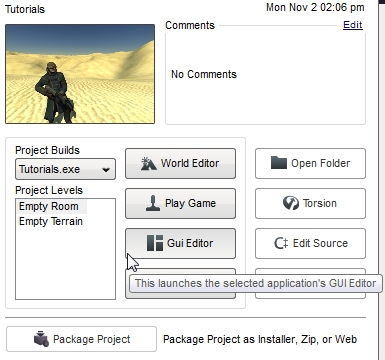 Tutorials
Mon Nov 2 02:06 pm
Comments
Edit
No Comments
Project Builds
Tutorials.exe
Project Levels
Empty Room
Empty Terrain
World Editor
Play Game
Gui Editor
Open Folder
Torsion
Edit Source
This launches the selected application's GUI Editor
Package Project
Package Project as Installer, Zip, or Web